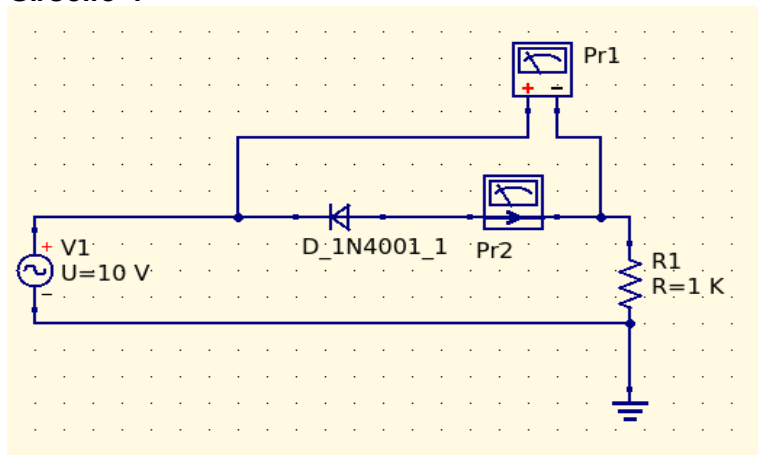 Pr1
+ −
D_1N4001_1
Pr2
+ V1
U=10 V
−
R1
R=1 K